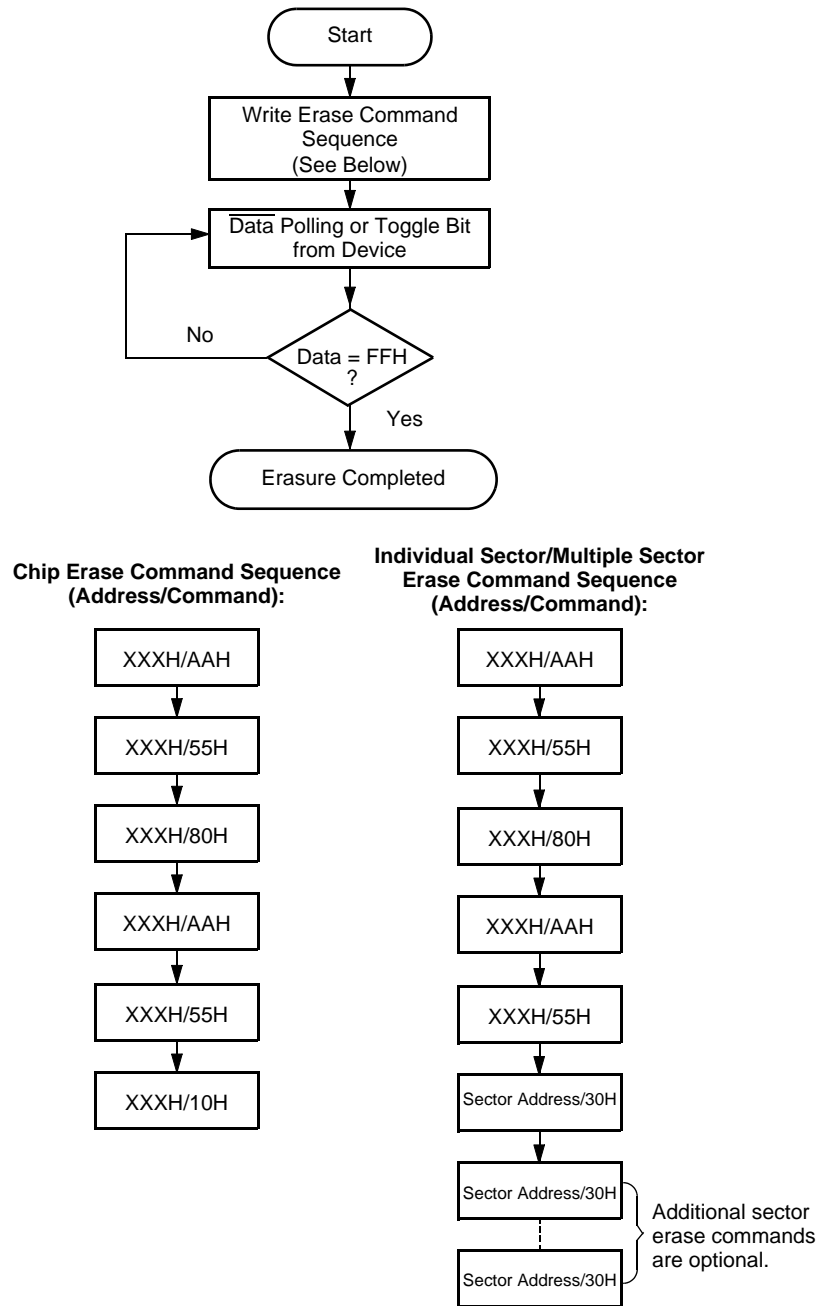 Start
Write Erase Command
Sequence
(See Below)
Data Polling or Toggle Bit
from Device
No
Data = FFH
?
Yes
Erasure Completed
Chip Erase Command Sequence
(Address/Command):
XXXH/AAH
XXXH/55H
XXXH/80H
XXXH/AAH
XXXH/55H
XXXH/10H
Individual Sector/Multiple Sector
Erase Command Sequence
(Address/Command):
XXXH/AAH
XXXH/55H
XXXH/80H
XXXH/AAH
XXXH/55H
Sector Address/30H
Sector Address/30H
Sector Address/30H
Additional sector
erase commands
are optional.